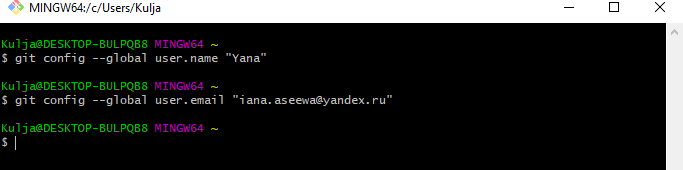 MINGW64:/c/Users/Kulja
Kulja@DESKTOP-BULPQB8 MINGW64 ~
$ git config --global user.name "Yana"
Kulja@DESKTOP-BULPQB8 MINGW64 ~
$ git config --global user.email "iana.aseewa@yandex.ru"
Kulja@DESKTOP-BULPQB8 MINGW64 ~
$